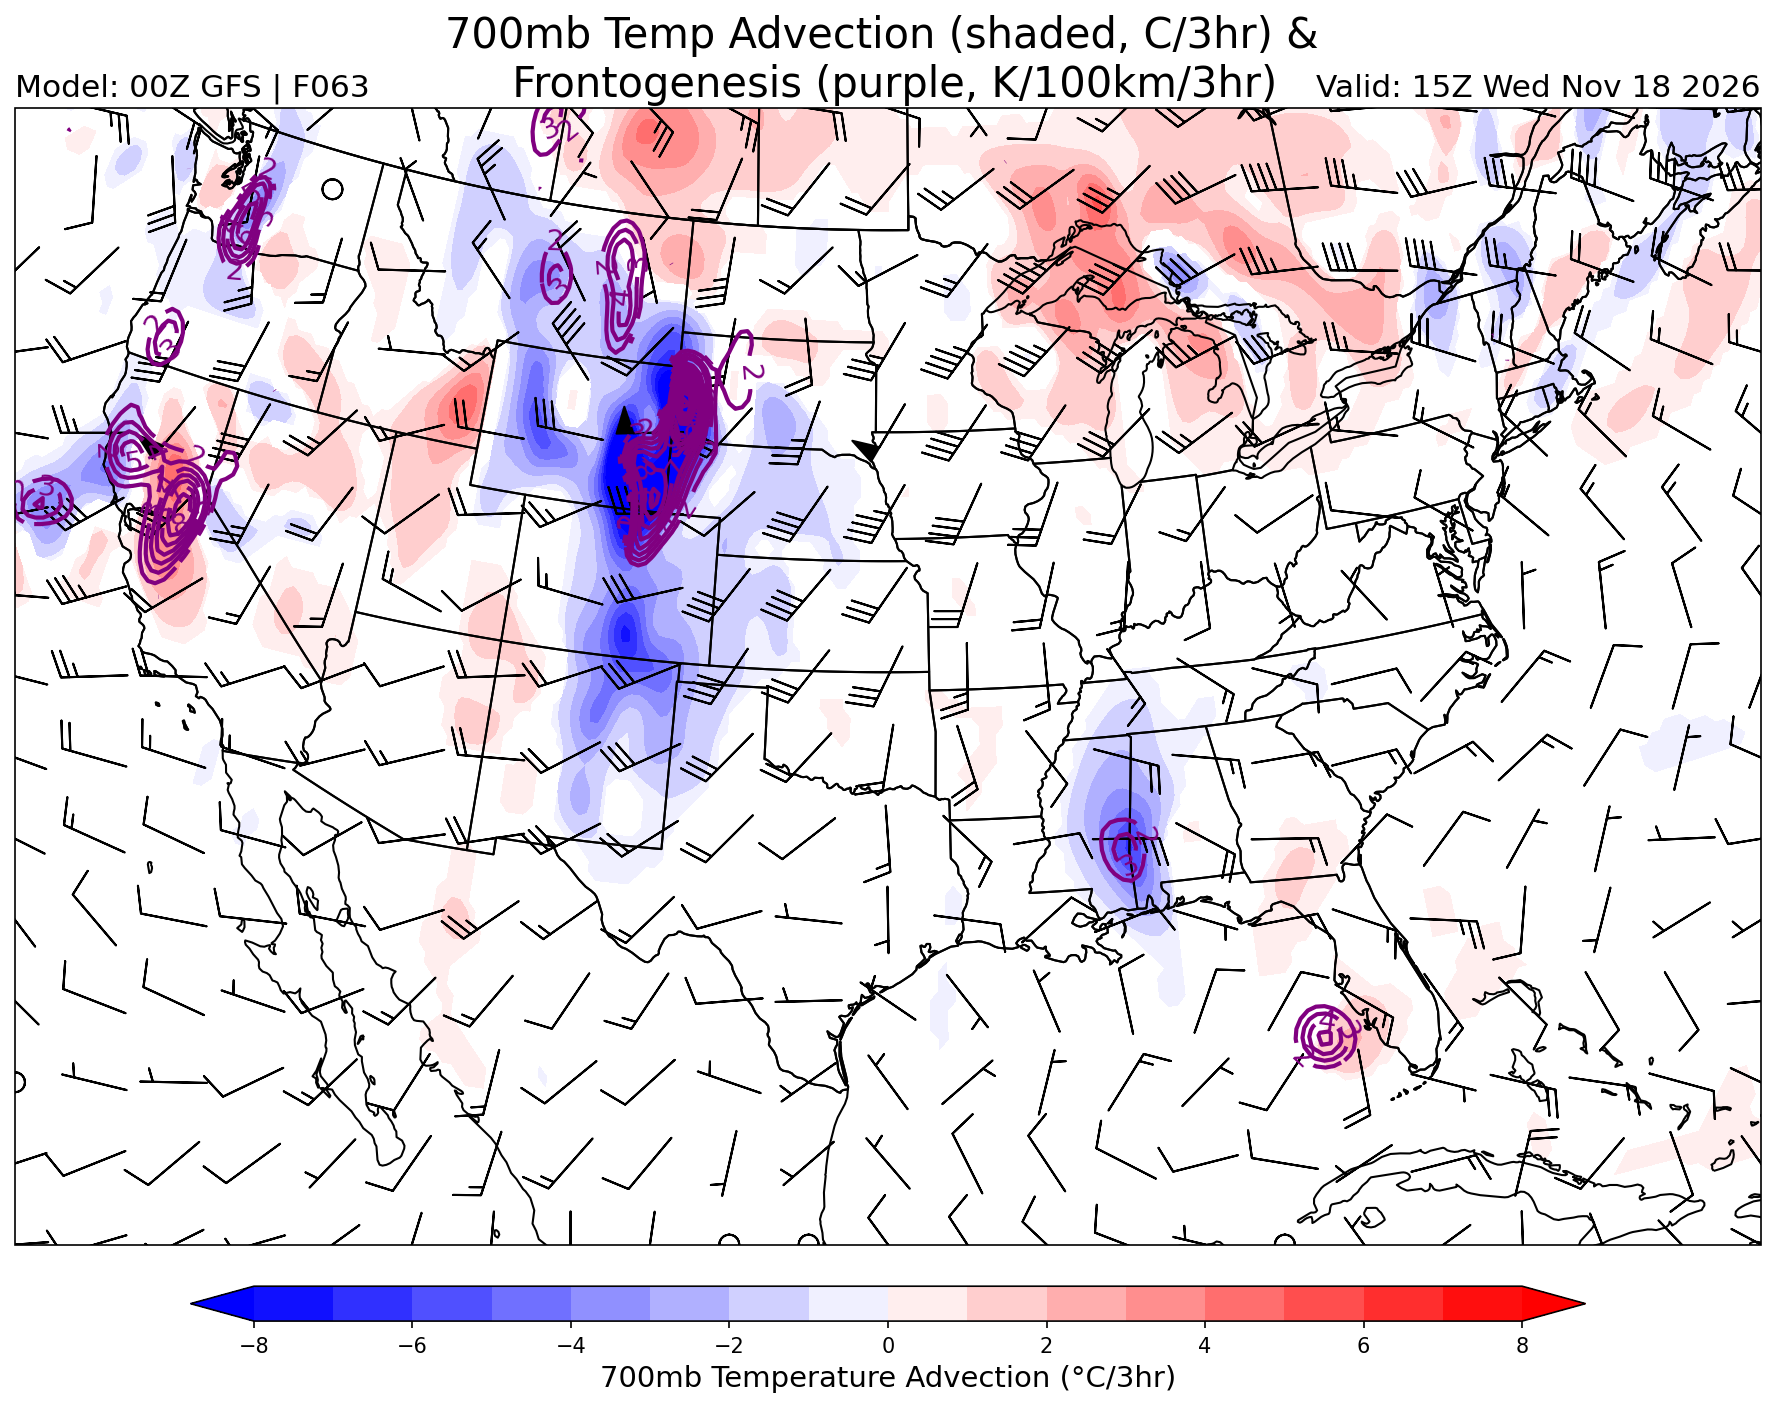 700mb Temp Advection (shaded, C/3hr) &
Frontogenesis (purple, K/100km/3hr)
Model: 00Z GFS | F063
Valid: 15Z Wed Nov 18 2026
−8 −6 −4 −2 0 2 4 6 8
700mb Temperature Advection (°C/3hr)